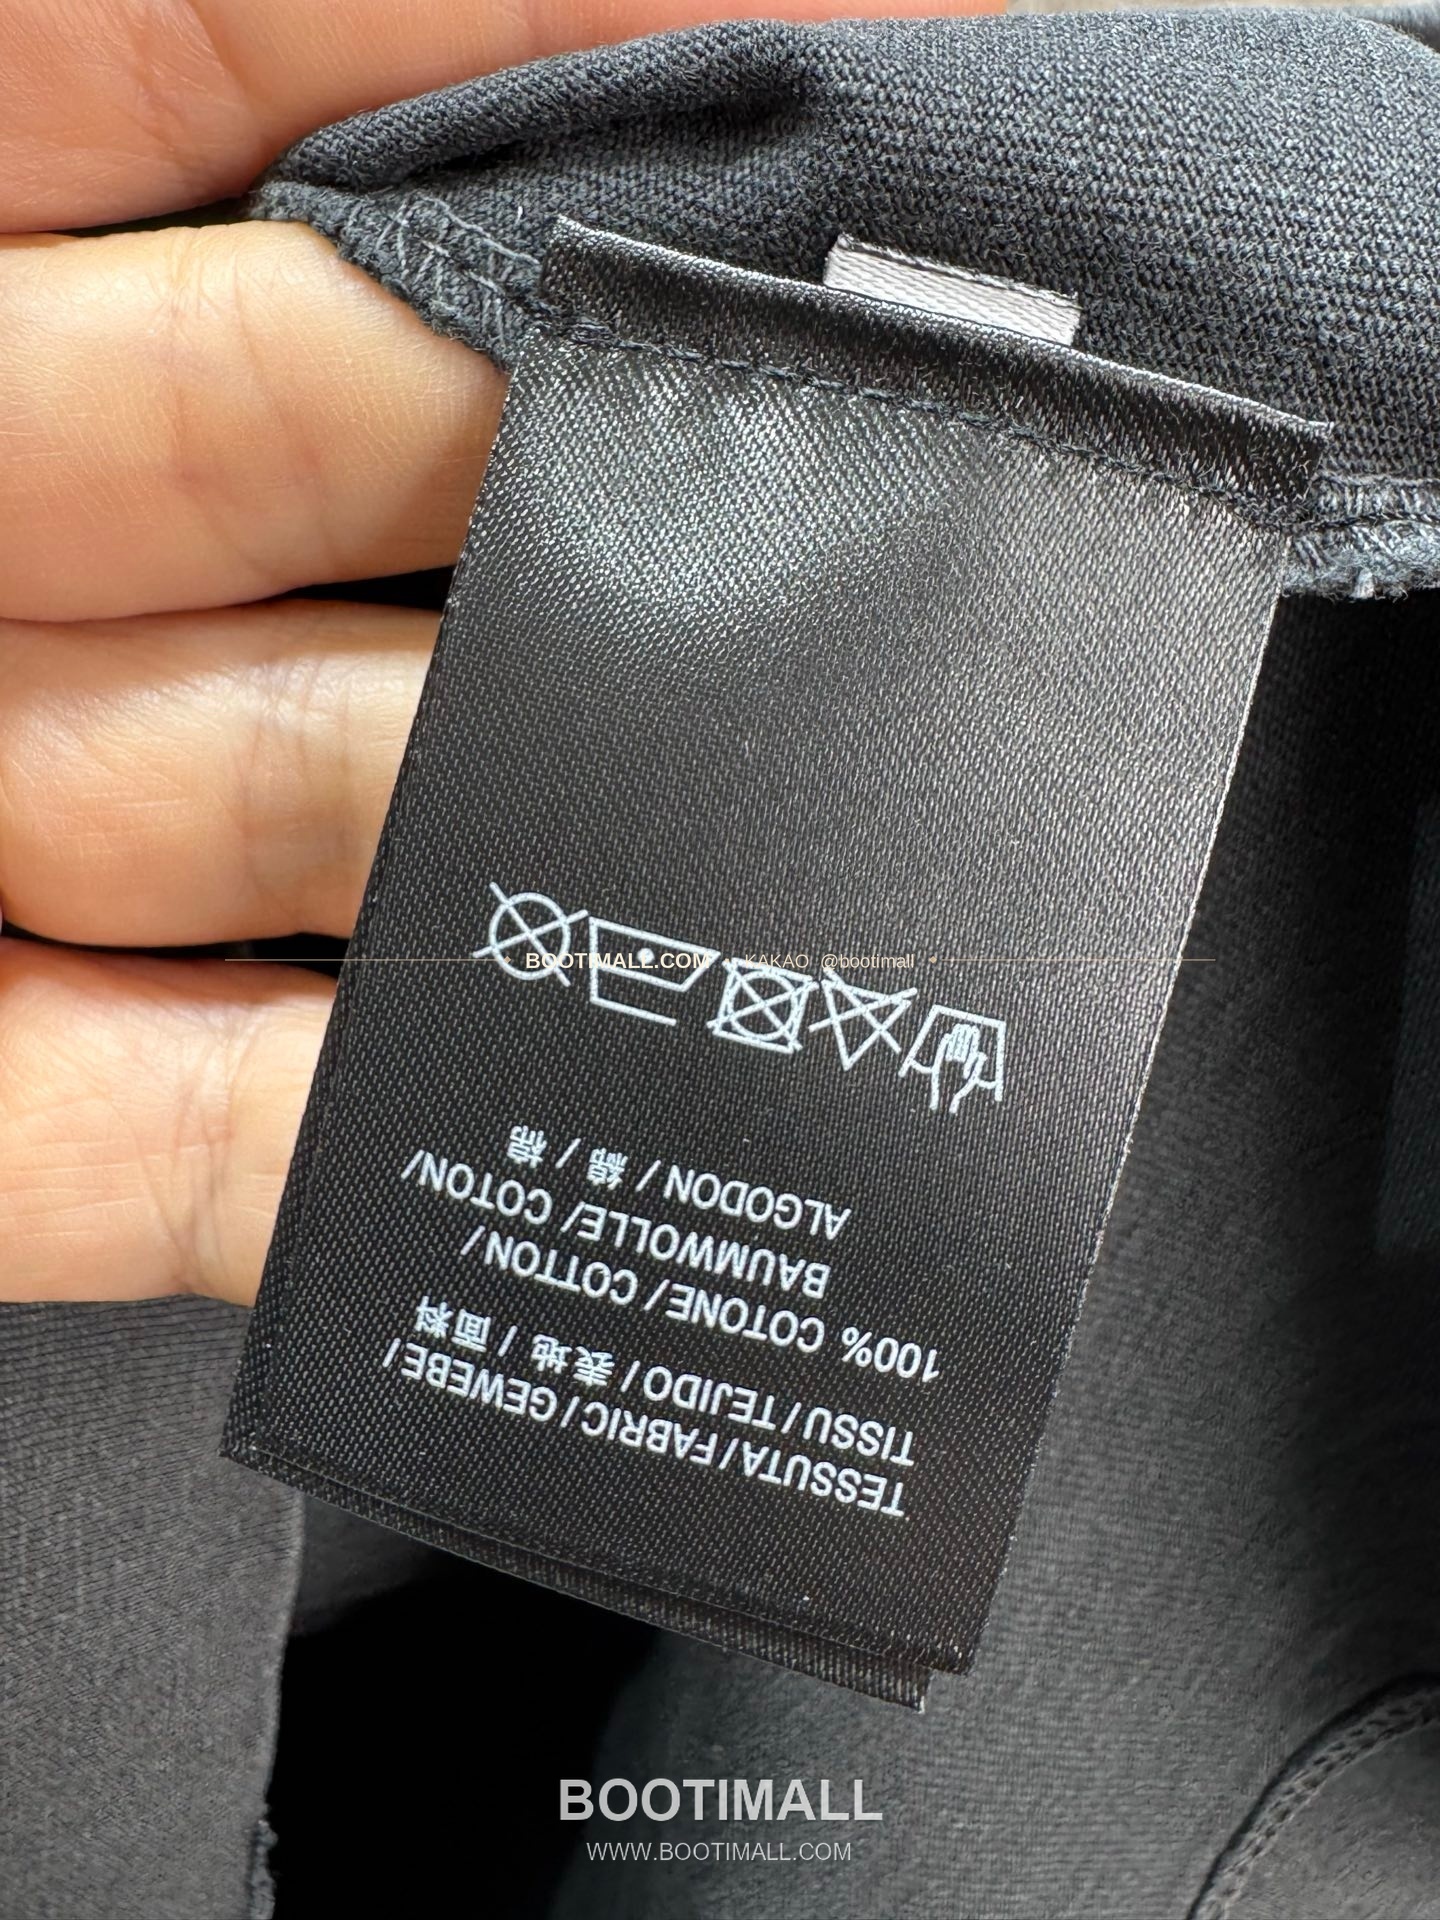 TESSUTA / FABRIC / GEWEBE /
TISSU / TEJIDO / 表地 / 面料
100% COTONE / COTTON /
BAUMWOLLE / COTON /
ALGODON / 綿 / 棉
BOOTIMALL.COM KAKAO @bootimall
BOOTIMALL
WWW.BOOTIMALL.COM